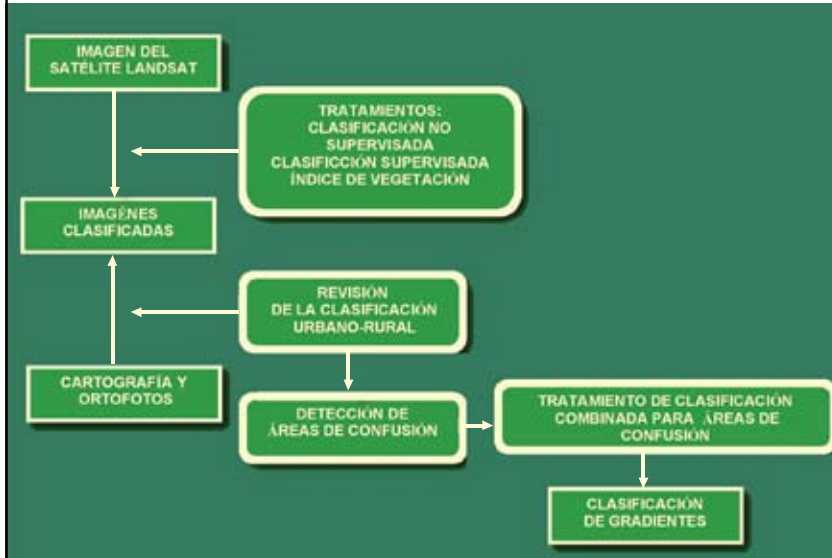 IMAGEN DEL
SATÉLITE LANDSAT
TRATAMIENTOS:
CLASIFICACIÓN NO
SUPERVISADA
CLASIFICCIÓN SUPERVISADA
ÍNDICE DE VEGETACIÓN
IMAGÉNES
CLASIFICADAS
REVISIÓN
DE LA CLASIFICACIÓN
URBANO-RURAL
CARTOGRAFÍA Y
ORTOFOTOS
DETECCIÓN DE
ÁREAS DE CONFUSIÓN
TRATAMIENTO DE CLASIFICACIÓN
COMBINADA PARA ÁREAS DE
CONFUSIÓN
CLASIFICACIÓN
DE GRADIENTES